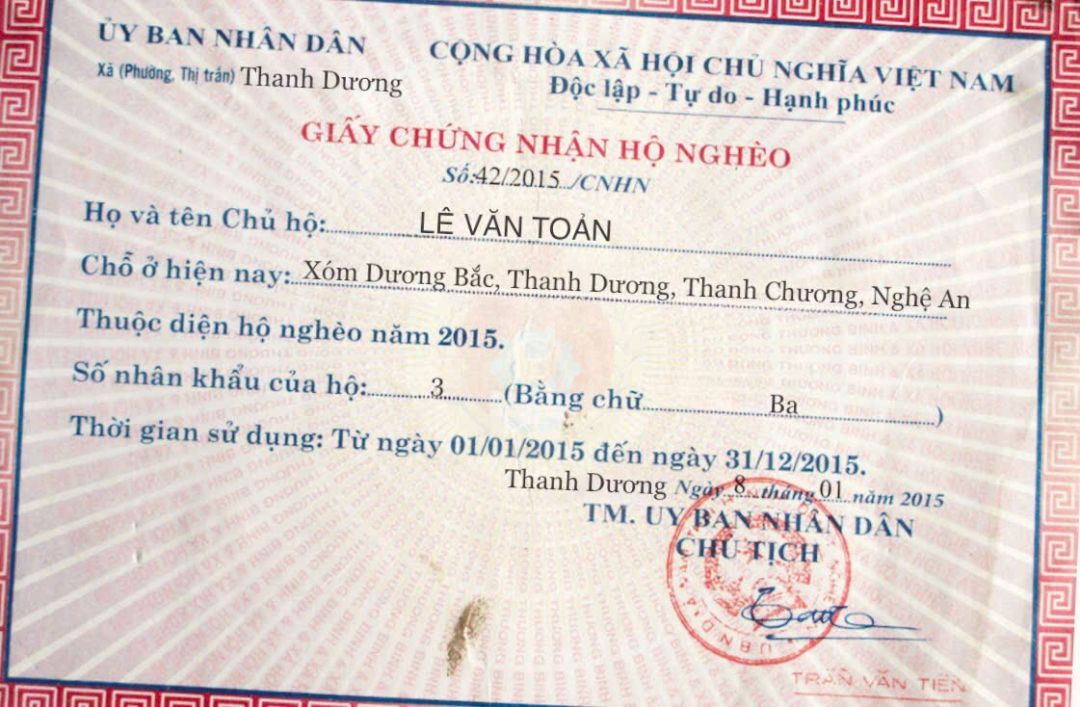 ỦY BAN NHÂN DÂN
Xã (Phường, Thị trấn) Thanh Dương
CỘNG HÒA XÃ HỘI CHỦ NGHĨA VIỆT NAM
Độc lập - Tự do - Hạnh phúc
GIẤY CHỨNG NHẬN HỘ NGHÈO
Số:42/2015/CNHN
Họ và tên Chủ hộ: LÊ VĂN TOẢN
Chỗ ở hiện nay: Xóm Dương Bắc, Thanh Dương, Thanh Chương, Nghệ An
Thuộc diện hộ nghèo năm 2015.
Số nhân khẩu của hộ: 3 (Bằng chữ Ba )
Thời gian sử dụng: Từ ngày 01/01/2015 đến ngày 31/12/2015.
Thanh Dương Ngày 8 tháng 01 năm 2015
TM. UY BAN NHÂN DÂN
CHỦ TỊCH
TRẦN VĂN TIẾN